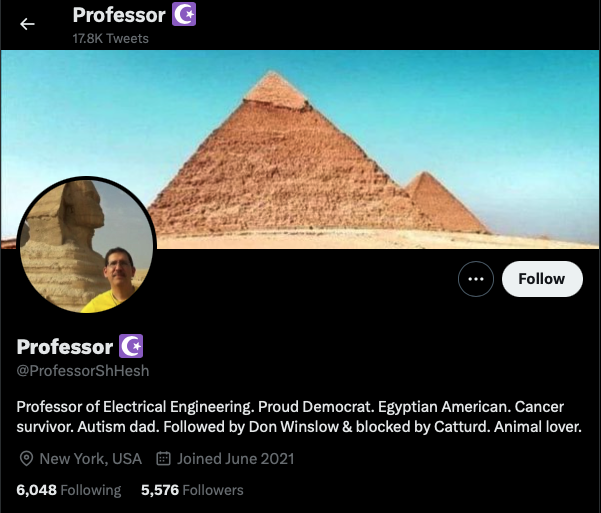 Professor ☪️
17.8K Tweets
Follow
Professor ☪️
@ProfessorShHesh
Professor of Electrical Engineering. Proud Democrat. Egyptian American. Cancer
survivor. Autism dad. Followed by Don Winslow & blocked by Catturd. Animal lover.
New York, USA Joined June 2021
6,048 Following 5,576 Followers